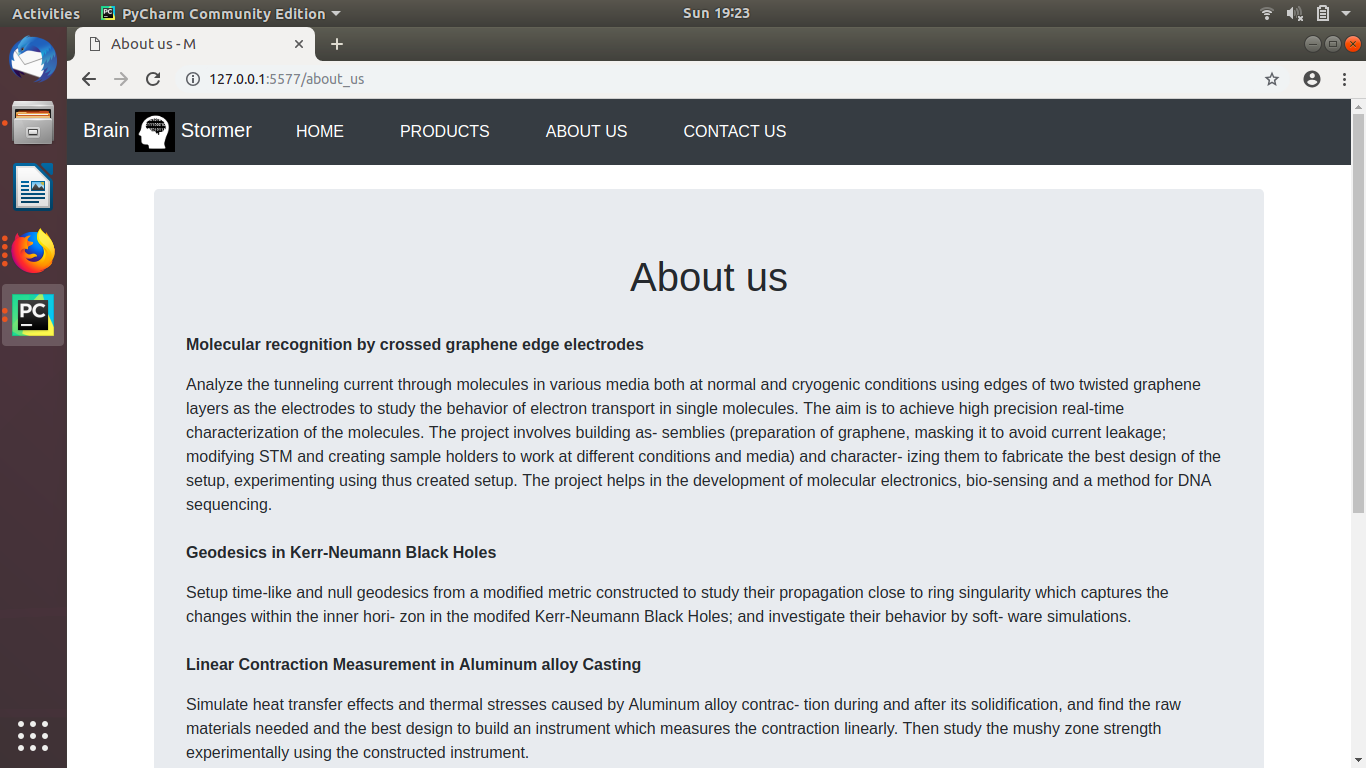 Activities PyCharm Community Edition Sun 19:23
About us - M
127.0.0.1:5577/about_us
Brain Stormer HOME PRODUCTS ABOUT US CONTACT US
About us
Molecular recognition by crossed graphene edge electrodes
Analyze the tunneling current through molecules in various media both at normal and cryogenic conditions using edges of two twisted graphene
layers as the electrodes to study the behavior of electron transport in single molecules. The aim is to achieve high precision real-time
characterization of the molecules. The project involves building as- semblies (preparation of graphene, masking it to avoid current leakage;
modifying STM and creating sample holders to work at different conditions and media) and character- izing them to fabricate the best design of the
setup, experimenting using thus created setup. The project helps in the development of molecular electronics, bio-sensing and a method for DNA
sequencing.
Geodesics in Kerr-Neumann Black Holes
Setup time-like and null geodesics from a modified metric constructed to study their propagation close to ring singularity which captures the
changes within the inner hori- zon in the modifed Kerr-Neumann Black Holes; and investigate their behavior by soft- ware simulations.
Linear Contraction Measurement in Aluminum alloy Casting
Simulate heat transfer effects and thermal stresses caused by Aluminum alloy contrac- tion during and after its solidification, and find the raw
materials needed and the best design to build an instrument which measures the contraction linearly. Then study the mushy zone strength
experimentally using the constructed instrument.
PC